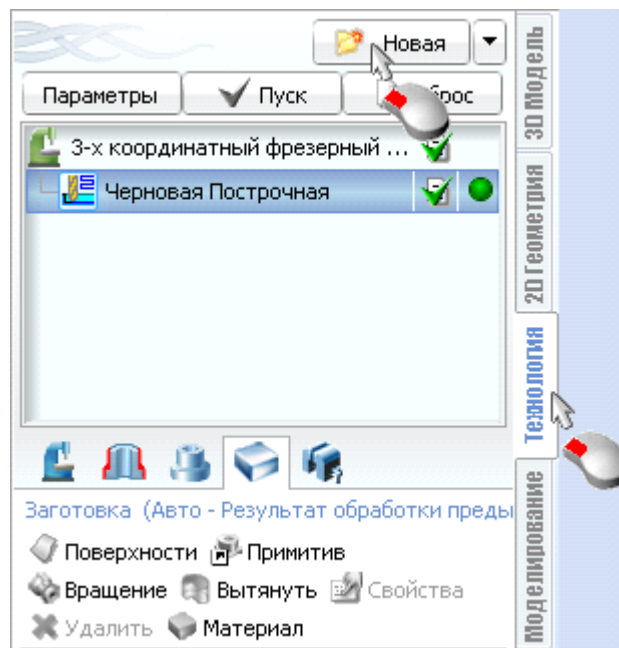 Новая
Параметры
Пуск
рос
3-х координатный фрезерный ...
Черновая Построчная
Заготовка (Авто - Результат обработки преды
Поверхности Примитив
Вращение Вытянуть Свойства
Удалить Материал
3D Модель
2D Геометрия
Технология
Моделирование